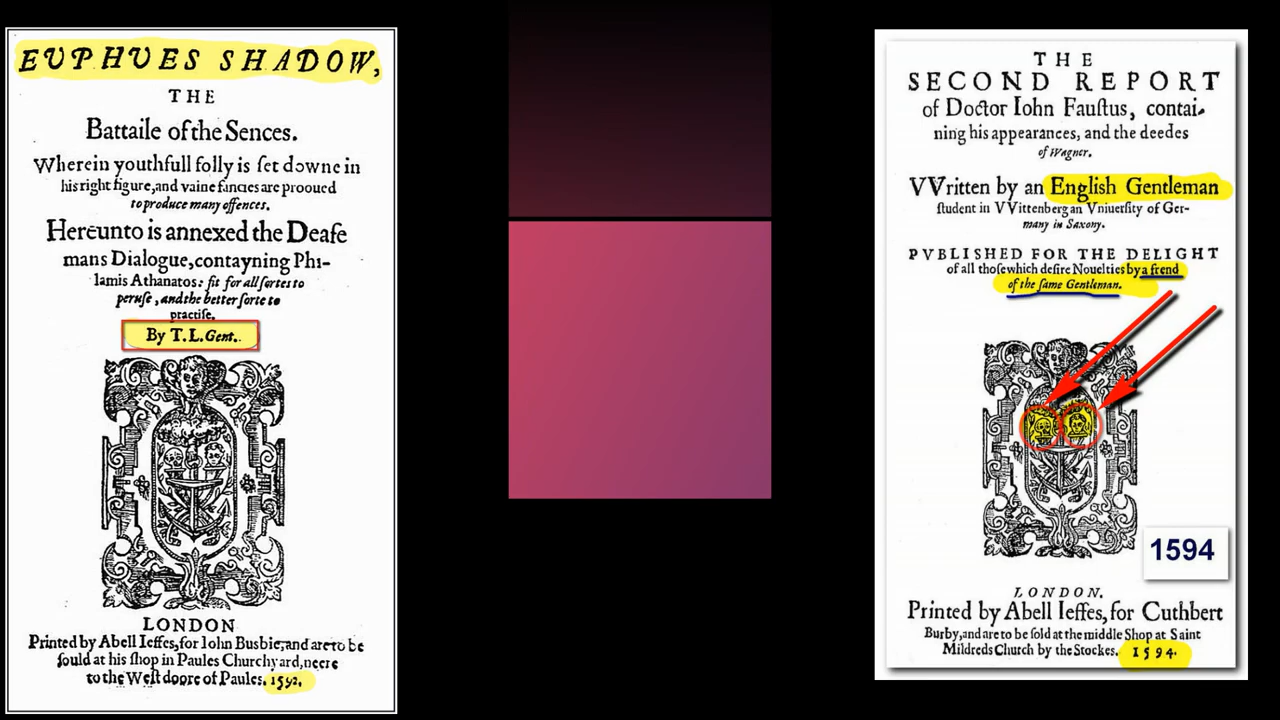 EVPHVES SHADOW,
THE
Battaile of the Sences.
Wherein youthfull folly is ſet downe in
his right figure,and vaine fancies are prooued
to produce many offences.
Hereunto is annexed the Deafe
mans Dialogue,contayning Phi-
lamis Athanatos: fit for all ſortes to
peruſe,and the better ſorte to
practiſe.
By T.L.Gent.
LONDON
Printed by Abell Ieffes,for Iohn Busbie,and are to be
ſould at his ſhop in Paules Churchyard,neere
to the Weſt doore of Paules. 1592.
THE
SECOND REPORT
of Doctor Iohn Fauſtus, contai-
ning his appearances, and the deedes
of Wagner.
VVritten by an Engliſh Gentleman
ſtudent in VVittenberg an Vniuerſity of Ger-
many in Saxony.
PVBLISHED FOR THE DELIGHT
of all thoſe which deſire Nouelties by a frend
of the ſame Gentleman.
1594
LONDON.
Printed by Abell Ieffes, for Cuthbert
Burby,and are to be ſold at the middle Shop at Saint
Mildreds Church by the Stockes. 1594.